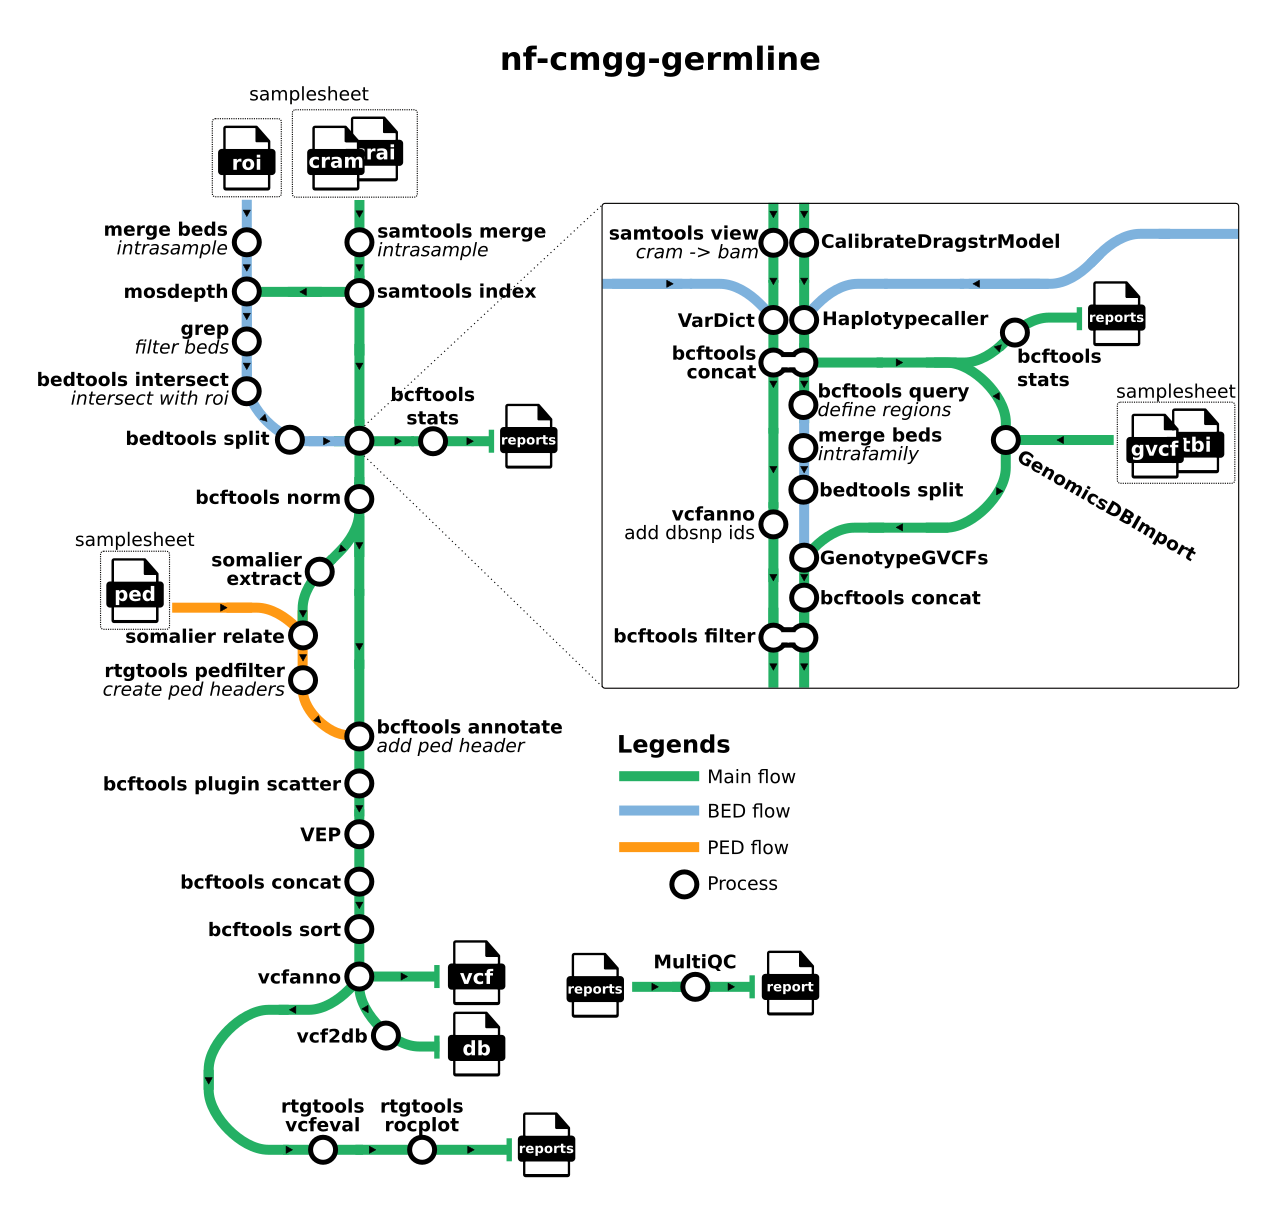 nf-cmgg-germline
samplesheet
roi
cram
crai
merge beds
intrasample
samtools merge
intrasample
mosdepth
samtools index
grep
filter beds
bedtools intersect
intersect with roi
bedtools split
bcftools
stats
reports
bcftools norm
samplesheet
ped
somalier
extract
somalier relate
rtgtools pedfilter
create ped headers
bcftools annotate
add ped header
bcftools plugin scatter
VEP
bcftools concat
bcftools sort
vcfanno
vcf
vcf2db
db
rtgtools
vcfeval
rtgtools
rocplot
reports
samtools view
cram -> bam
CalibrateDragstrModel
VarDict
Haplotypecaller
reports
bcftools
concat
bcftools
stats
bcftools query
define regions
samplesheet
gvcf
tbi
merge beds
intrafamily
GenomicsDBImport
bedtools split
vcfanno
add dbsnp ids
GenotypeGVCFs
bcftools concat
bcftools filter
Legends
Main flow
BED flow
PED flow
Process
MultiQC
reports
report